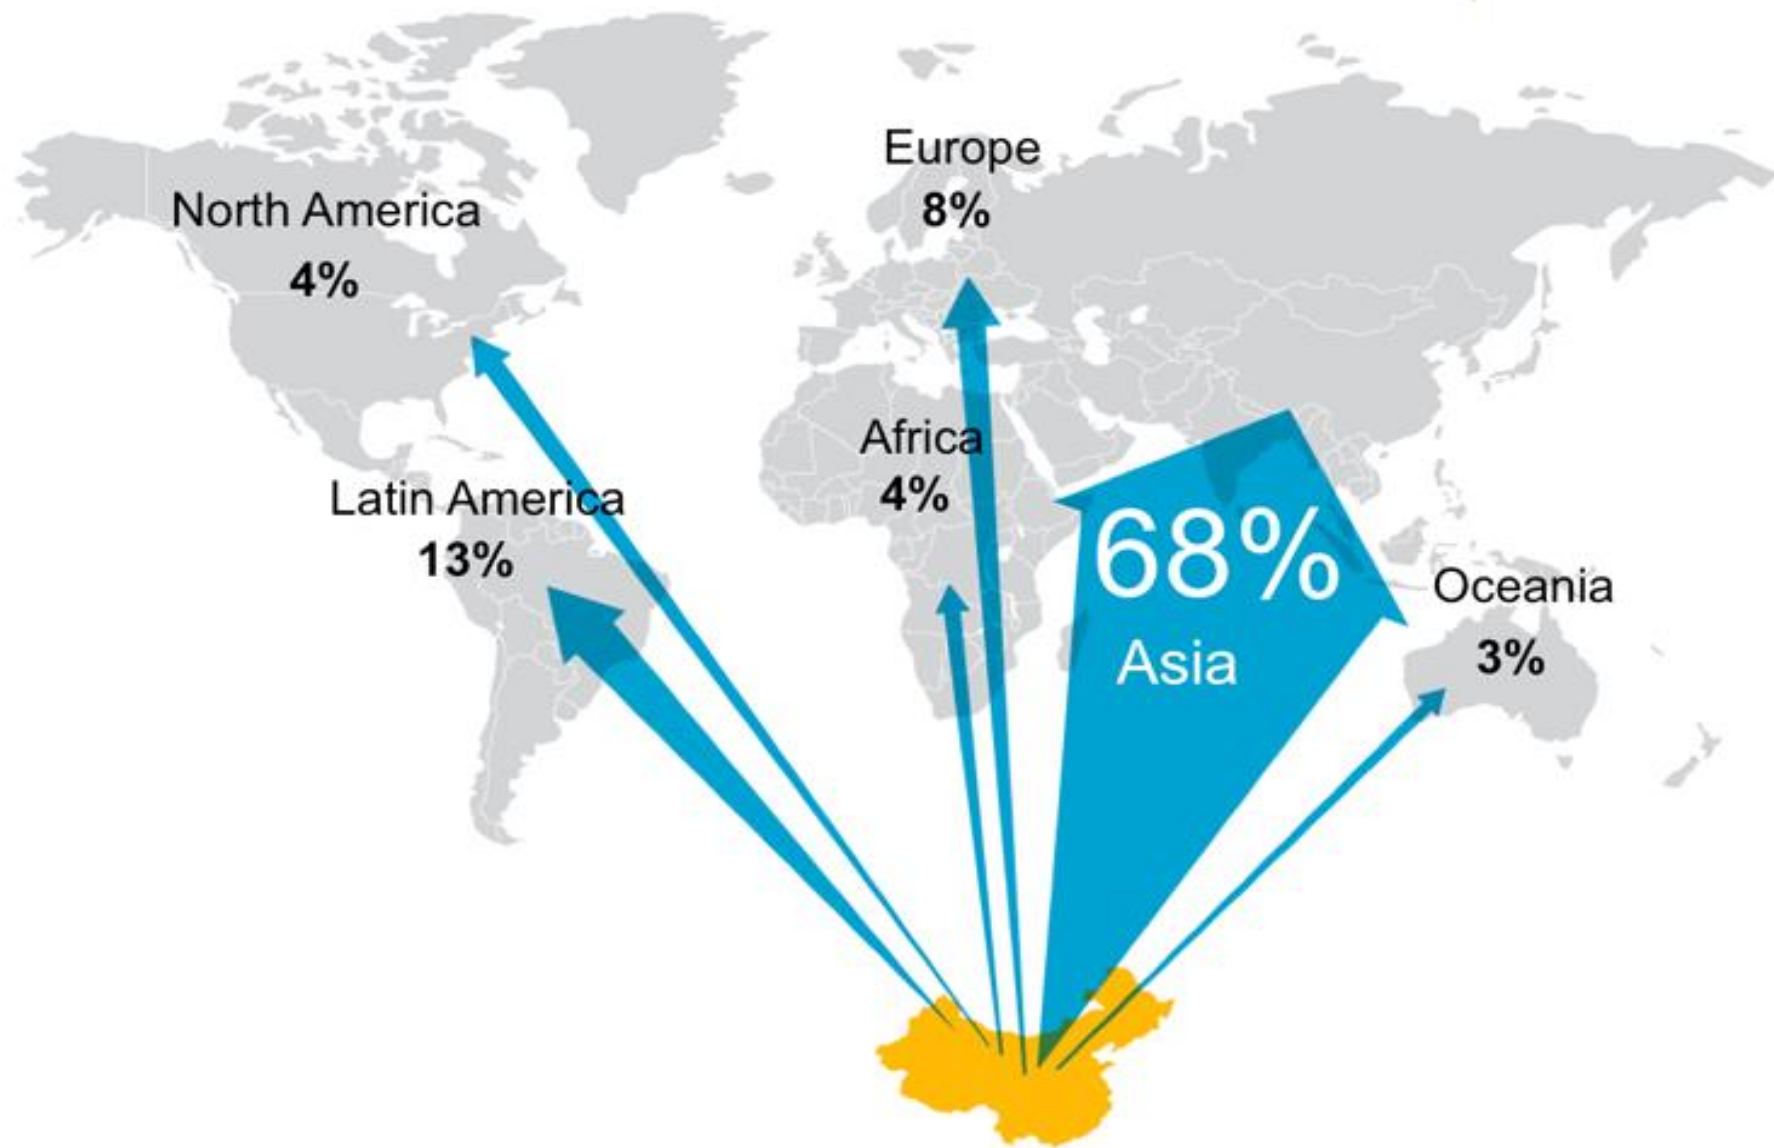 Europe
8%
North America
4%
Africa
4%
Latin America
13%
68%
Asia
Oceania
3%